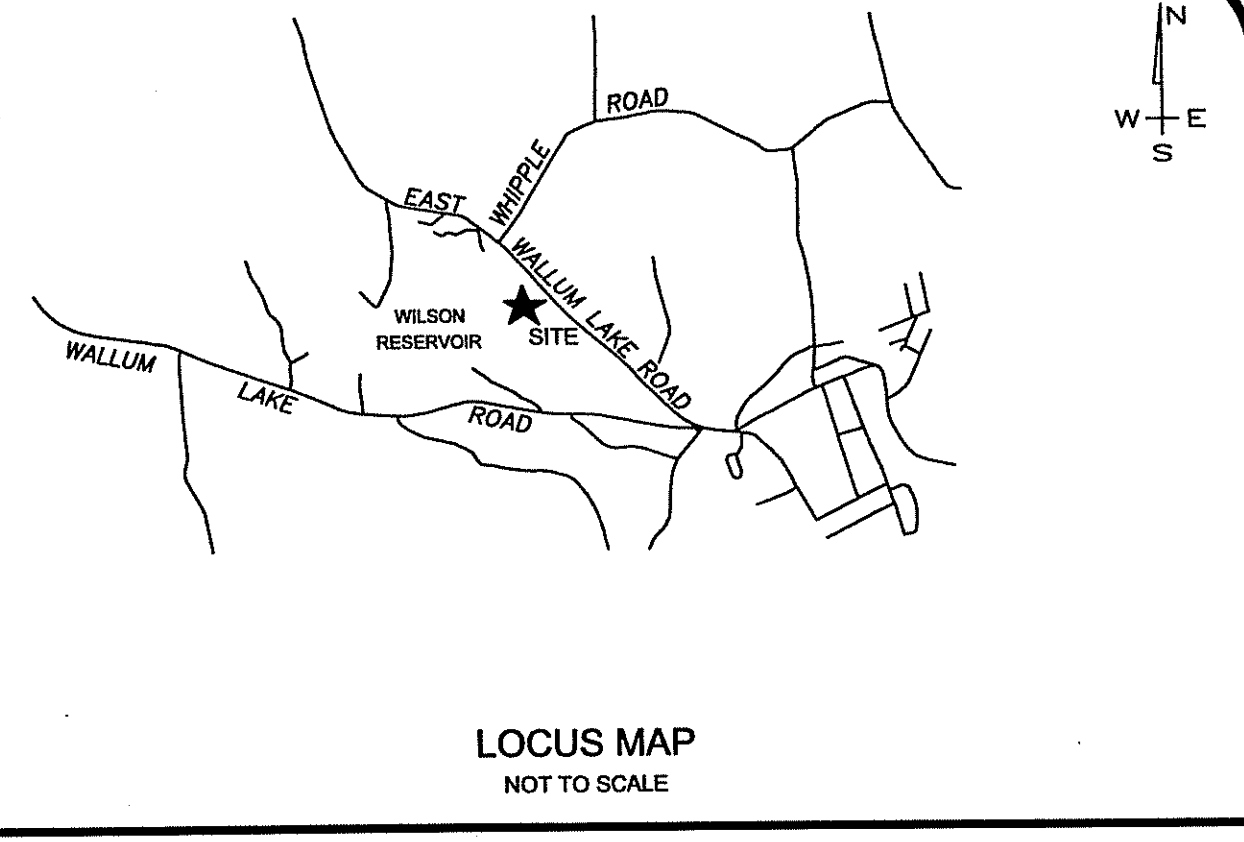 N
W E
S
ROAD
WHIPPLE
EAST
WALLUM LAKE ROAD
WILSON
RESERVOIR
SITE
WALLUM
LAKE
ROAD
LOCUS MAP
NOT TO SCALE